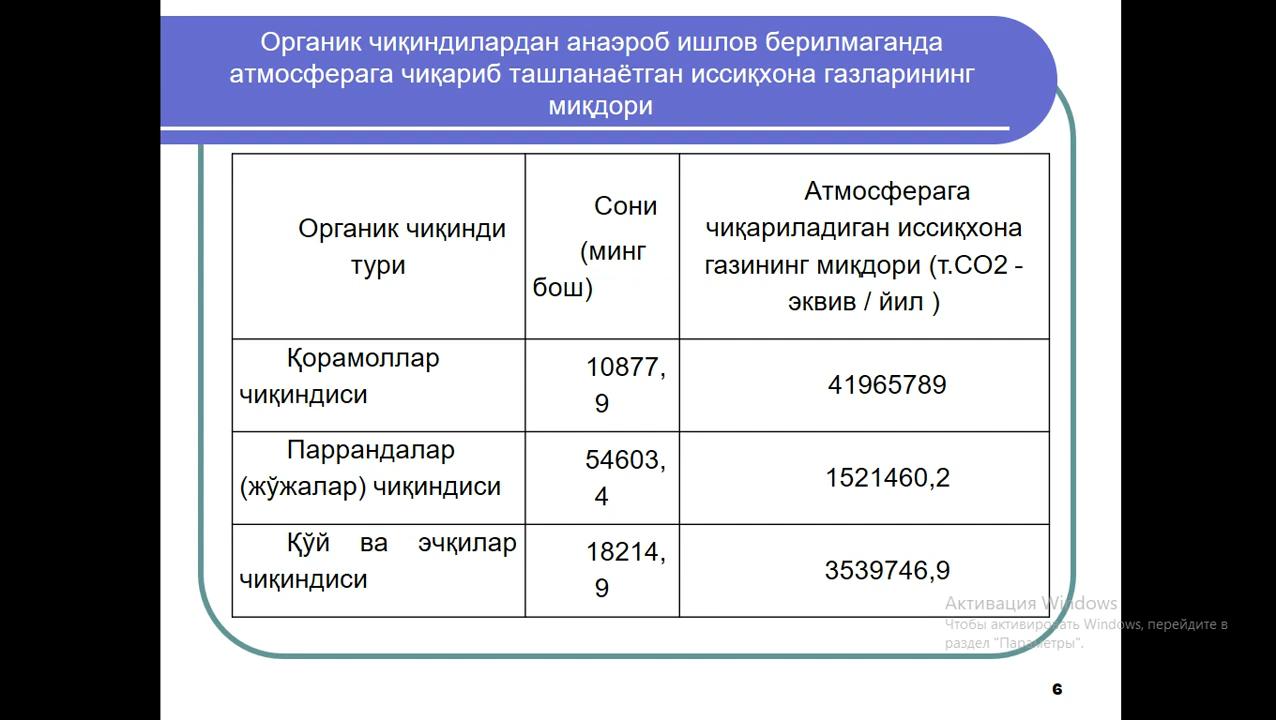 Органик чиқиндилардан анаэроб ишлов берилмаганда
атмосферага чиқариб ташланаётган иссиқхона газларининг
миқдори
Органик чиқинди
тури
Сони
(минг
бош)
Атмосферага
чиқариладиган иссиқхона
газининг миқдори (т.СО2 -
эквив / йил )
Қорамоллар
чиқиндиси
10877,
9
41965789
Паррандалар
(жўжалар) чиқиндиси
54603,
4
1521460,2
Қўй ва эчқилар
чиқиндиси
18214,
9
3539746,9
Активация Windows
Чтобы активировать Windows, перейдите в
раздел "Параметры".
6